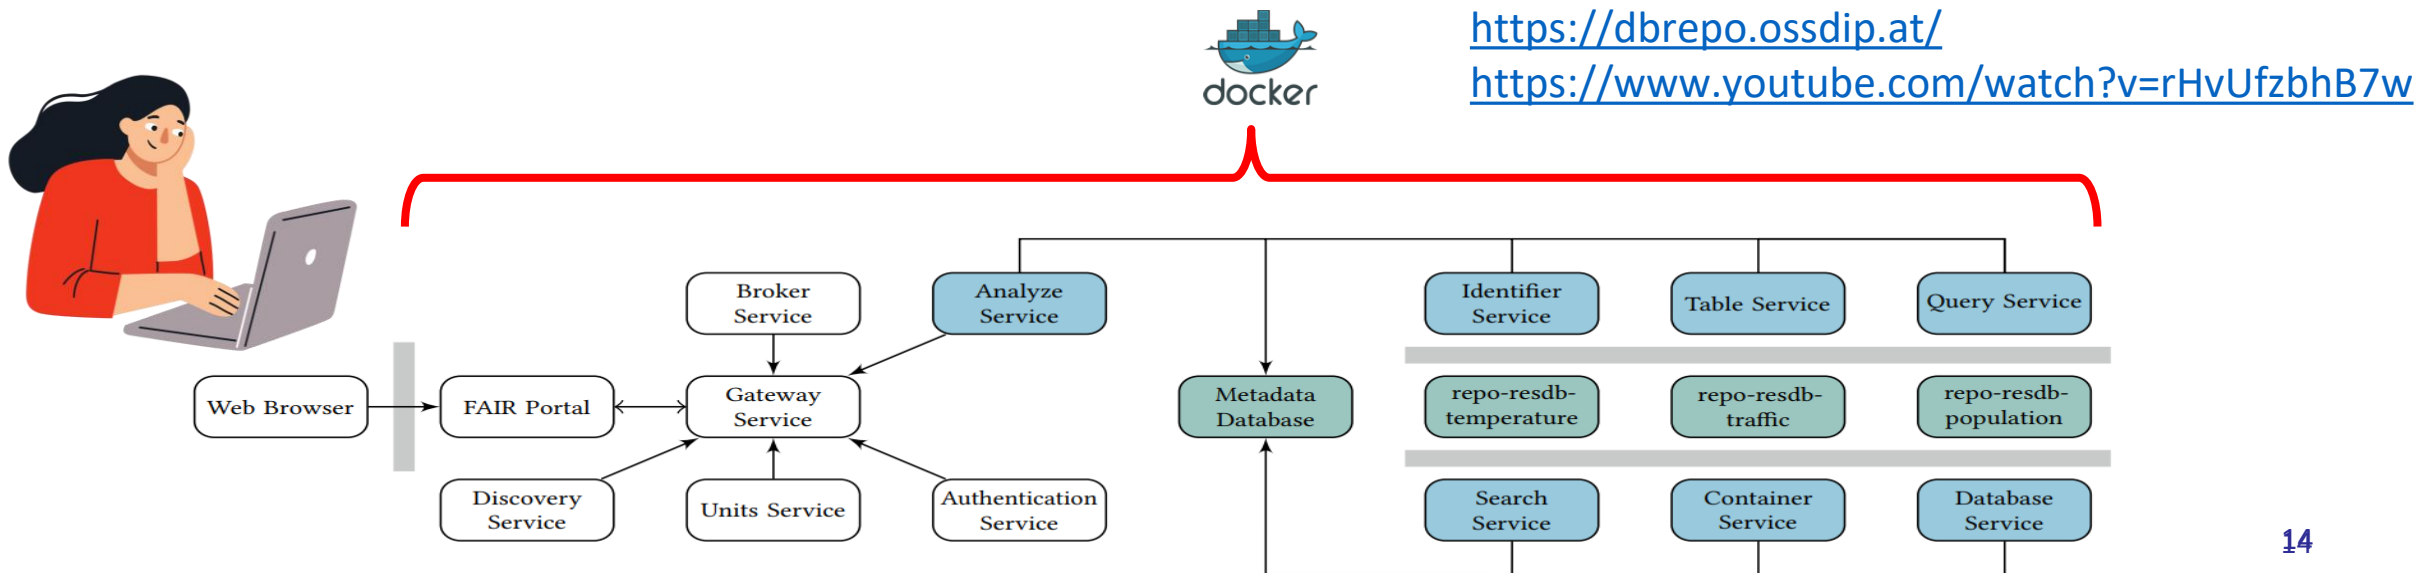 docker
https://dbrepo.ossdip.at/
https://www.youtube.com/watch?v=rHvUfzbhB7w
Broker
Service
Analyze
Service
Identifier
Service
Table Service
Query Service
Web Browser
FAIR Portal
Gateway
Service
Metadata
Database
repo-resdb-
temperature
repo-resdb-
traffic
repo-resdb-
population
Discovery
Service
Units Service
Authentication
Service
Search
Service
Container
Service
Database
Service
14